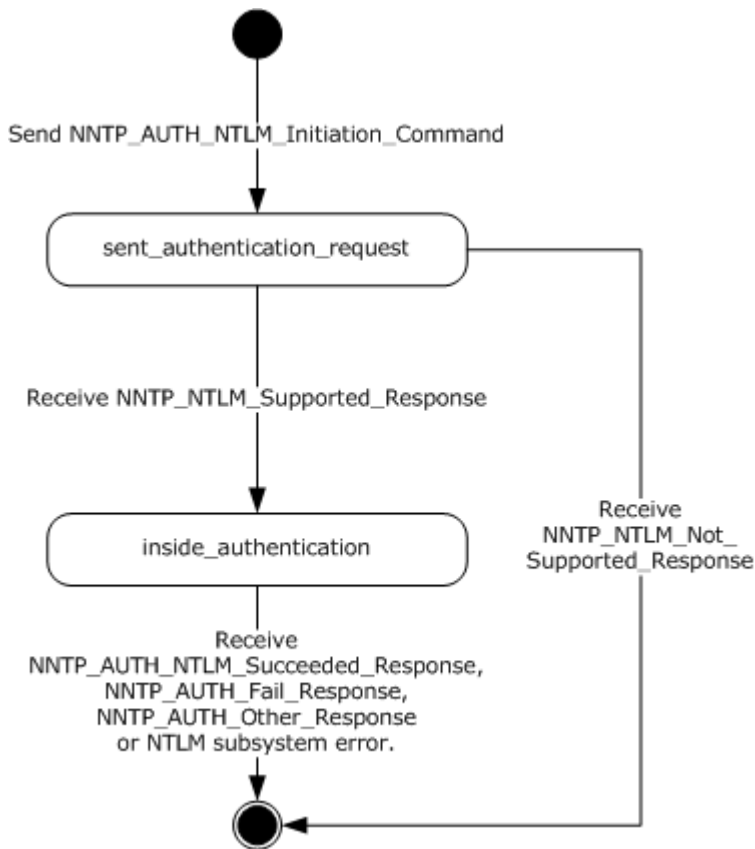 Send NNTP_AUTH_NTLM_Initiation_Command
sent_authentication_request
Receive NNTP_NTLM_Supported_Response
inside_authentication
Receive
NNTP_NTLM_Not_
Supported_Response
Receive
NNTP_AUTH_NTLM_Succeeded_Response,
NNTP_AUTH_Fail_Response,
NNTP_AUTH_Other_Response
or NTLM subsystem error.